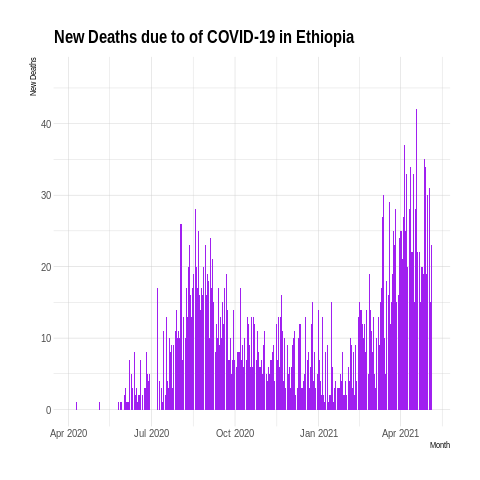 New Deaths due to of COVID-19 in Ethiopia
New Deaths
40
30
20
10
0
Apr 2020 Jul 2020 Oct 2020 Jan 2021 Apr 2021
Month